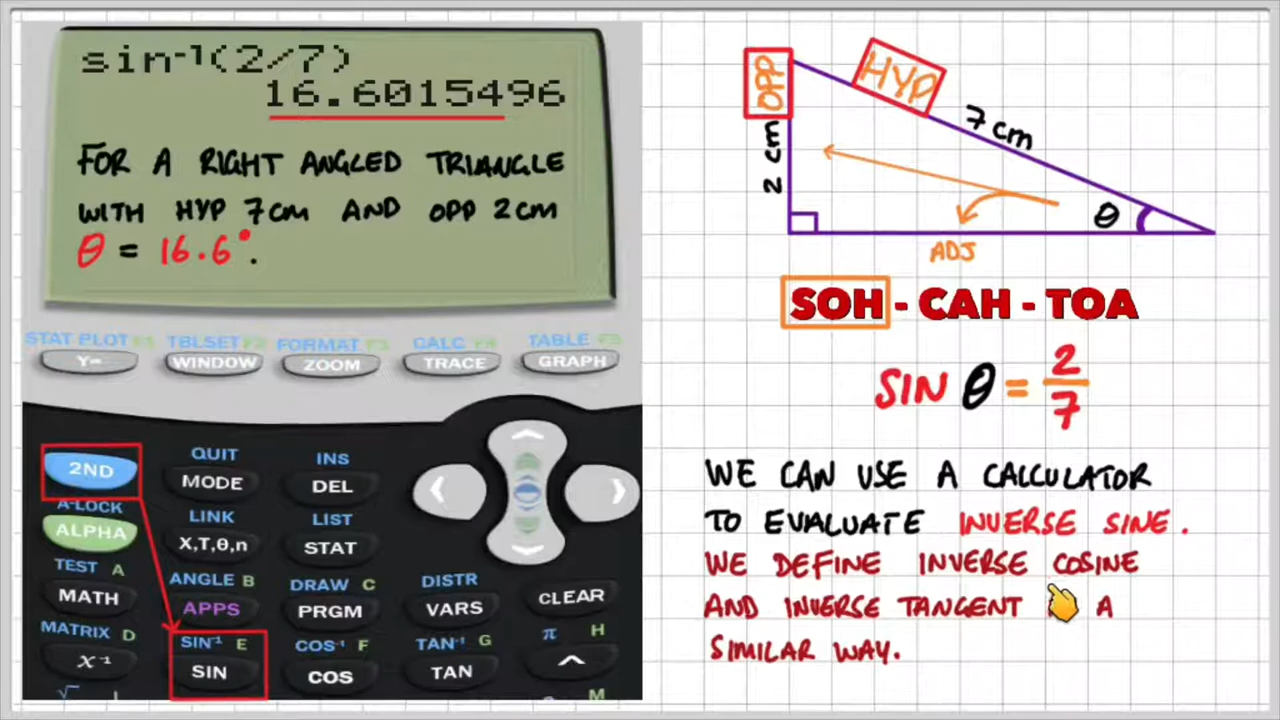 sin⁻¹(2/7)
16.6015496
FOR A RIGHT ANGLED TRIANGLE
WITH HYP 7CM AND OPP 2CM
θ = 16.6°.
STAT PLOT F1 TBLSET F2 FORMAT F3 CALC F4 TABLE F5
Y= WINDOW ZOOM TRACE GRAPH
QUIT INS
2ND MODE DEL
A-LOCK LINK LIST
ALPHA X,T,θ,n STAT
TEST A ANGLE B DRAW C DISTR
MATH APPS PRGM VARS CLEAR
MATRIX D SIN⁻¹ E COS⁻¹ F TAN⁻¹ G π H
x⁻¹ SIN COS TAN ^
√ M
OPP
HYP
2 cm
7 cm
θ
ADJ
SOH - CAH - TOA
SIN θ = 2/7
WE CAN USE A CALCULATOR
TO EVALUATE INVERSE SINE.
WE DEFINE INVERSE COSINE
AND INVERSE TANGENT A
SIMILAR WAY.